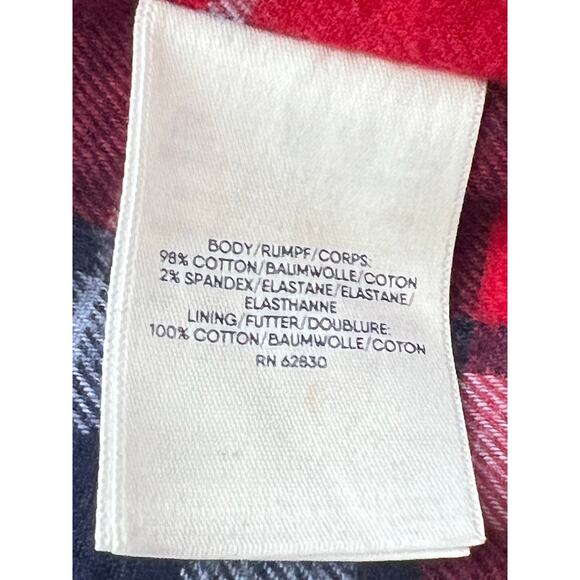 BODY/RUMPF/CORPS:
98% COTTON/BAUMWOLLE/COTON
2% SPANDEX/ELASTANE/ELASTANE/
ELASTHANNE
LINING/FUTTER/DOUBLURE:
100% COTTON/BAUMWOLLE/COTON
RN 62830